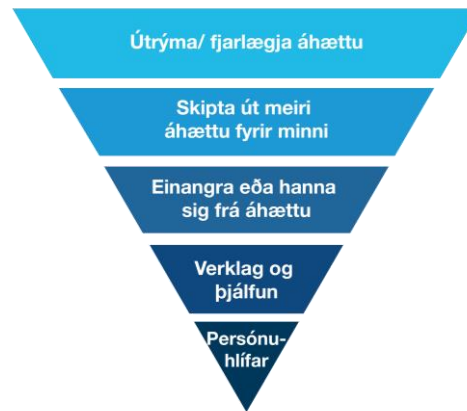 Útrýma/ fjarlægja áhættu
Skipta út meiri
áhættu fyrir minni
Einangra eða hanna
sig frá áhættu
Verklag og
þjálfun
Persónu-
hlífar